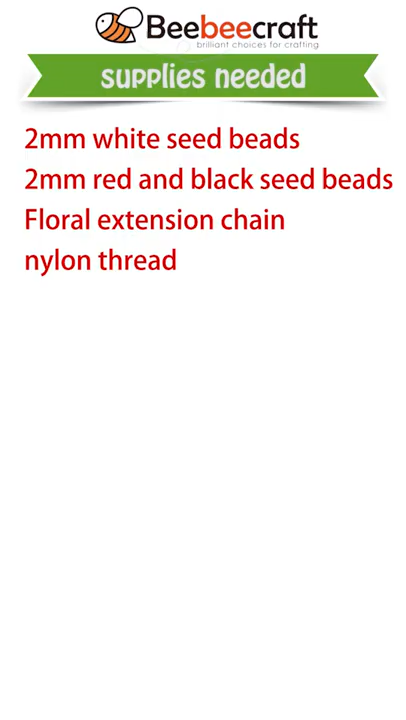 Beebeecraft
brilliant choices for crafting
supplies needed
2mm white seed beads
2mm red and black seed beads
Floral extension chain
nylon thread